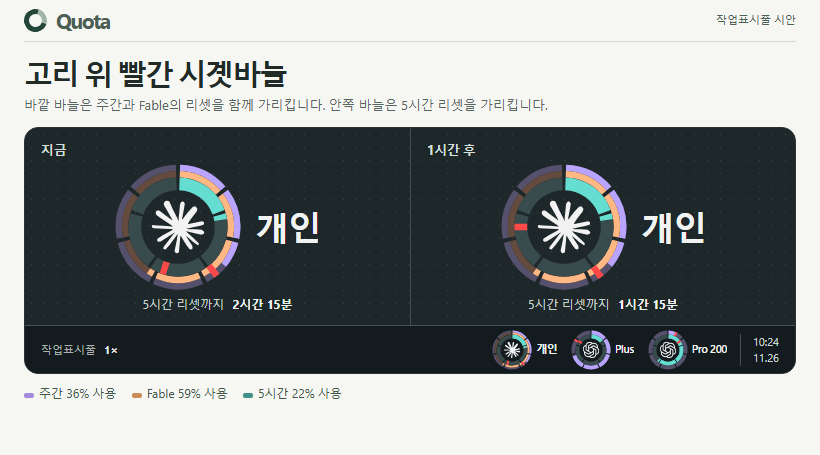 Quota
작업표시줄 시안
고리 위 빨간 시곗바늘
바깥 바늘은 주간과 Fable의 리셋을 함께 가리킵니다. 안쪽 바늘은 5시간 리셋을 가리킵니다.
지금
개인
5시간 리셋까지 2시간 15분
1시간 후
개인
5시간 리셋까지 1시간 15분
작업표시줄 1×
개인
Plus
Pro 200
10:24
11.26
주간 36% 사용
Fable 59% 사용
5시간 22% 사용